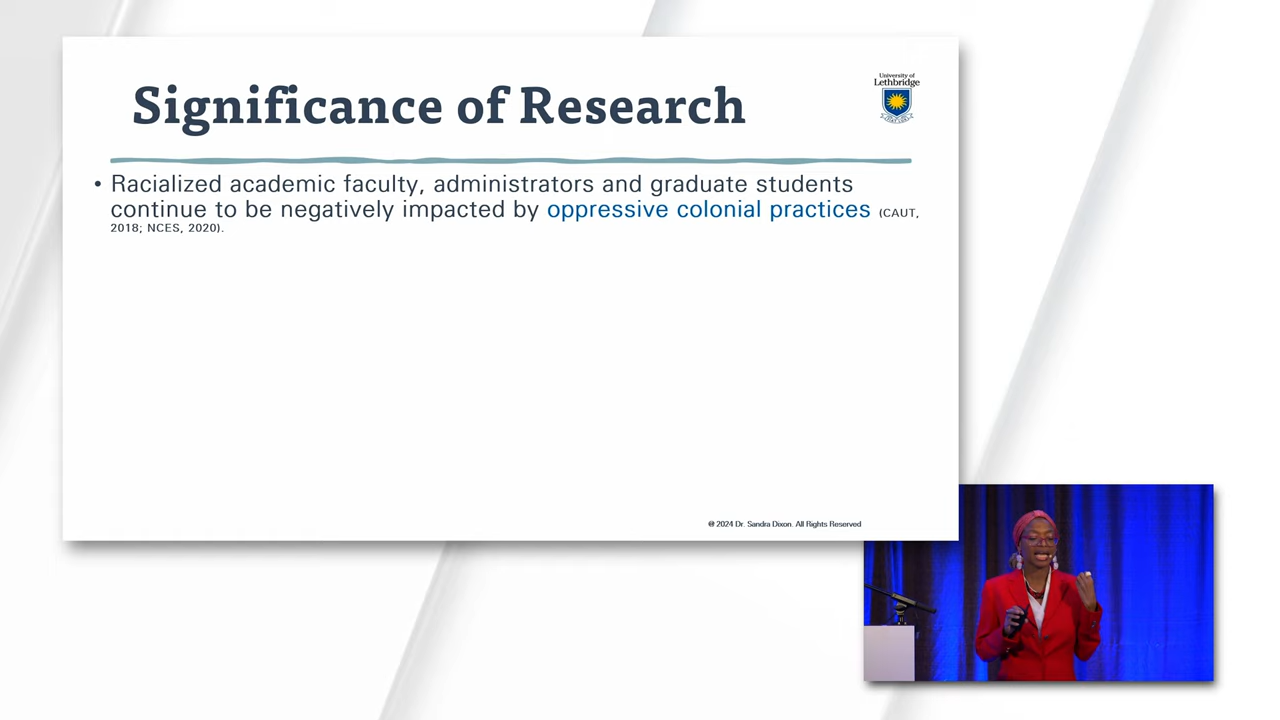 Significance of Research
University of
Lethbridge
• Racialized academic faculty, administrators and graduate students
continue to be negatively impacted by oppressive colonial practices (CAUT,
2018; NCES, 2020).
@ 2024 Dr. Sandra Dixon. All Rights Reserved